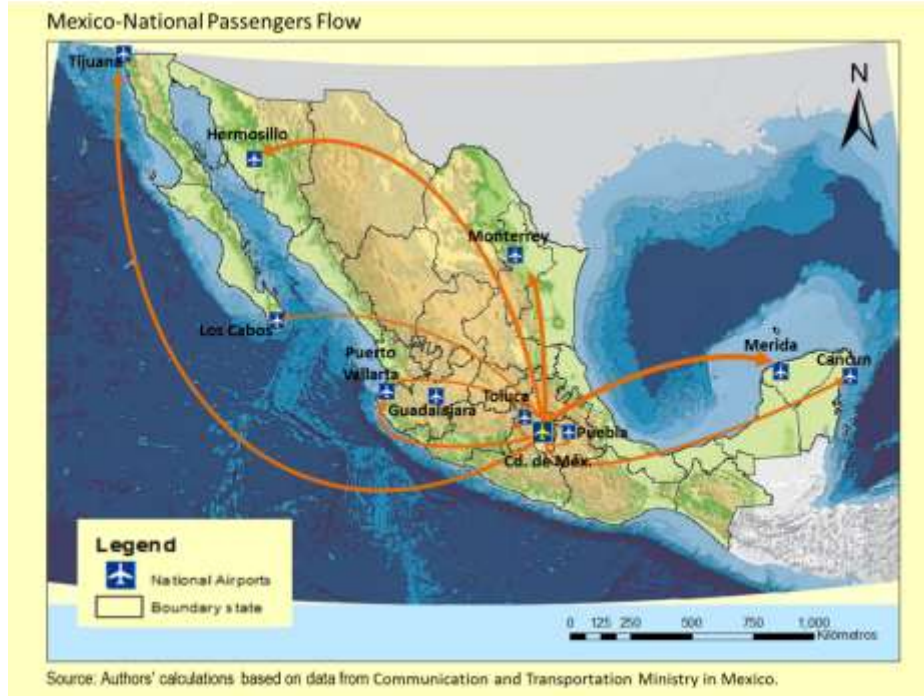 Mexico-National Passengers Flow
Tijuana
N
Hermosillo
Monterrey
Los Cabos
Merida
Puerto
Vallarta
Cancun
Toluca
Guadalajara
Puebla
Cd. de Méx.
Legend
National Airports
Boundary state
0 125 250 500 750 1,000
Kilómetros
Source: Authors' calculations based on data from Communication and Transportation Ministry in Mexico.